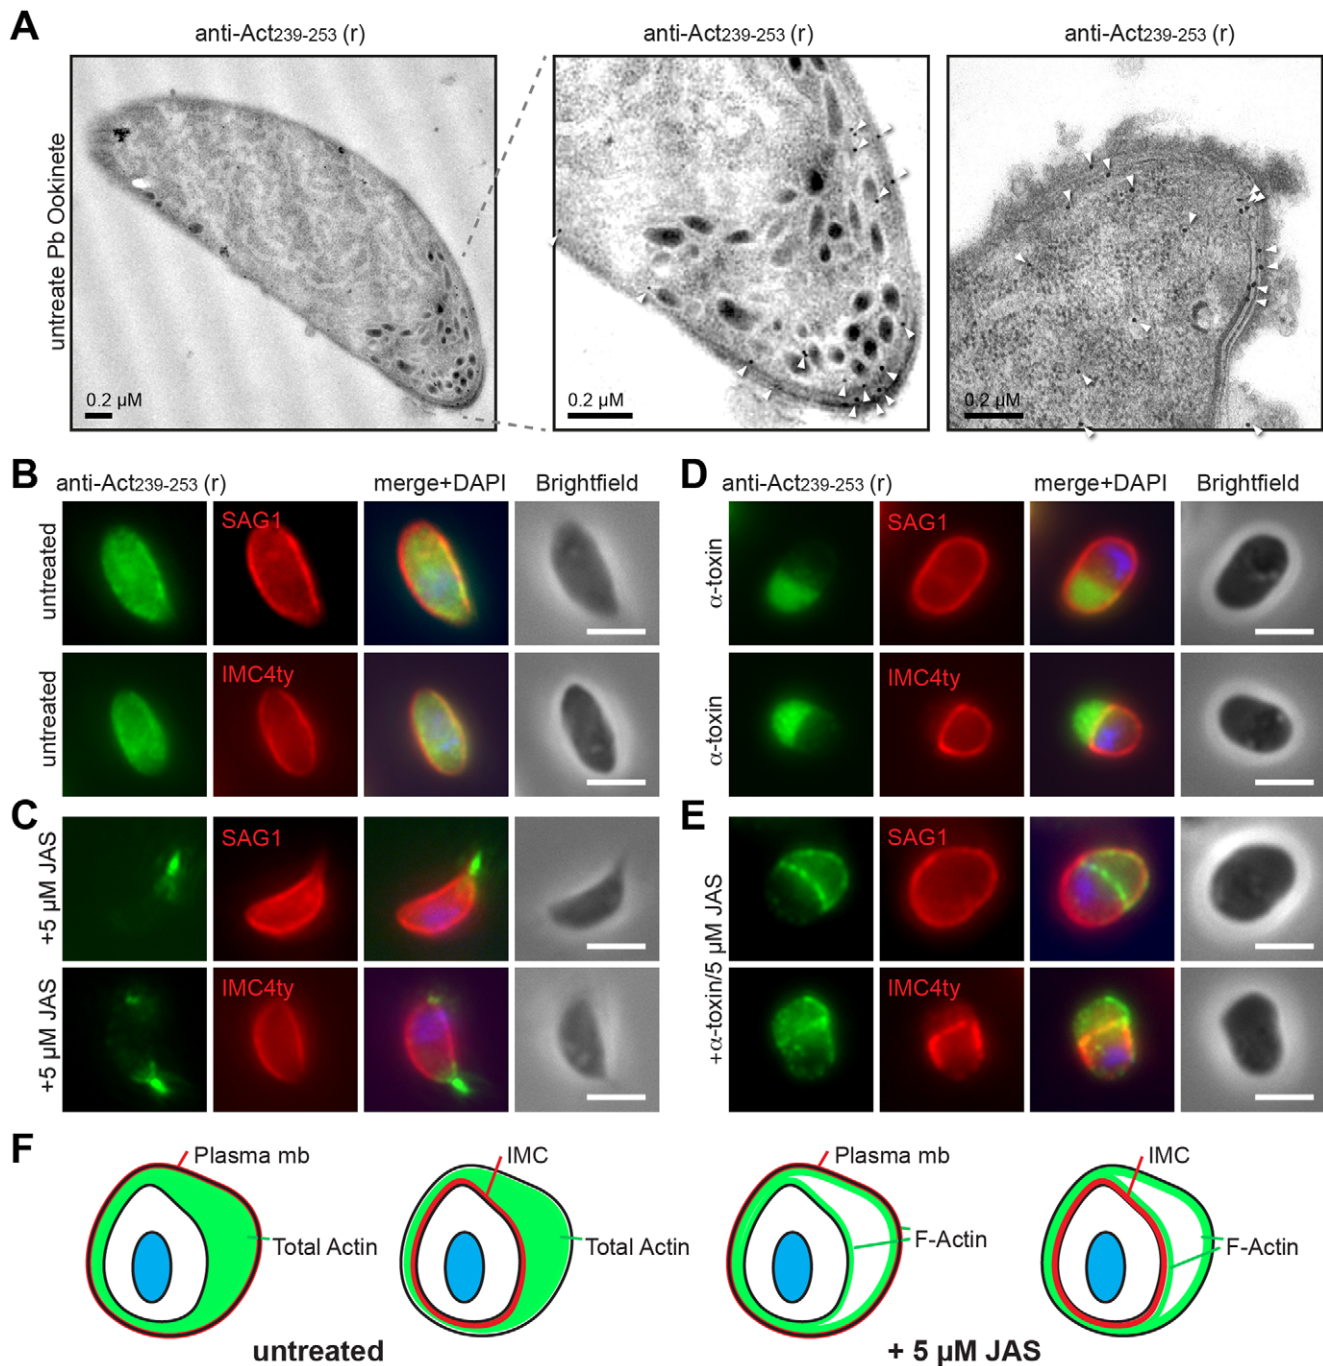 A
anti-Act239-253 (r)
anti-Act239-253 (r)
anti-Act239-253 (r)
untreate Pb Ookinete
0.2 µM
0.2 µM
0.2 µM
B
anti-Act239-253 (r)
merge+DAPI
Brightfield
untreated
SAG1
untreated
IMC4ty
C
+5 µM JAS
SAG1
+5 µM JAS
IMC4ty
D
anti-Act239-253 (r)
merge+DAPI
Brightfield
α-toxin
SAG1
α-toxin
IMC4ty
E
+α-toxin/5 µM JAS
SAG1
IMC4ty
F
Plasma mb
IMC
Plasma mb
IMC
Total Actin
Total Actin
F-Actin
F-Actin
untreated
+ 5 µM JAS